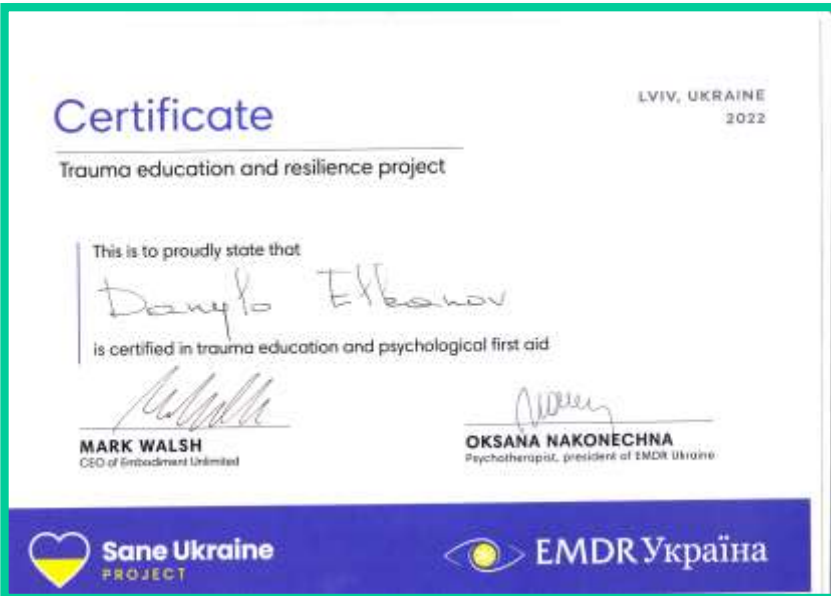 Certificate
LVIV, UKRAINE
2022
Trauma education and resilience project
This is to proudly state that
Danylo Elkanov
is certified in trauma education and psychological first aid
MARK WALSH
CEO of Embodiment Unlimited
OKSANA NAKONECHNA
Psychotherapist, president of EMDR Ukraine
Sane Ukraine
PROJECT
EMDR Україна